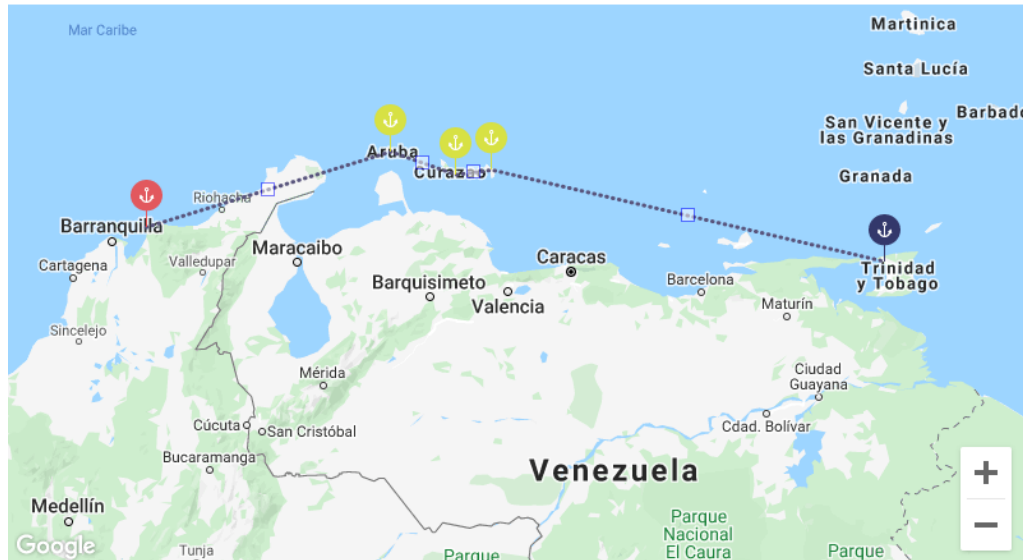 Mar Caribe
Martinica
Santa Lucía
Barbado
San Vicente y
las Granadinas
Aruba
Curazao
Granada
Riohacha
Barranquilla
Maracaibo
Caracas
Cartagena
Valledupar
Trinidad
y Tobago
Barquisimeto
Valencia
Barcelona
Maturín
Sincelejo
Mérida
Ciudad
Guayana
Cúcuta
San Cristóbal
Cdad. Bolívar
Bucaramanga
Venezuela
+
Medellín
Parque
Nacional
El Caura
−
Google
Tunja
Parque
Parque